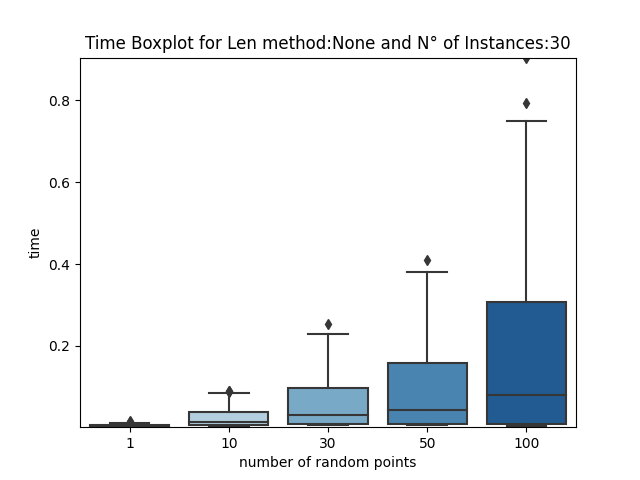 Time Boxplot for Len method:None and N° of Instances:30
0.8
0.6
0.4
0.2
time
1 10 30 50 100
number of random points